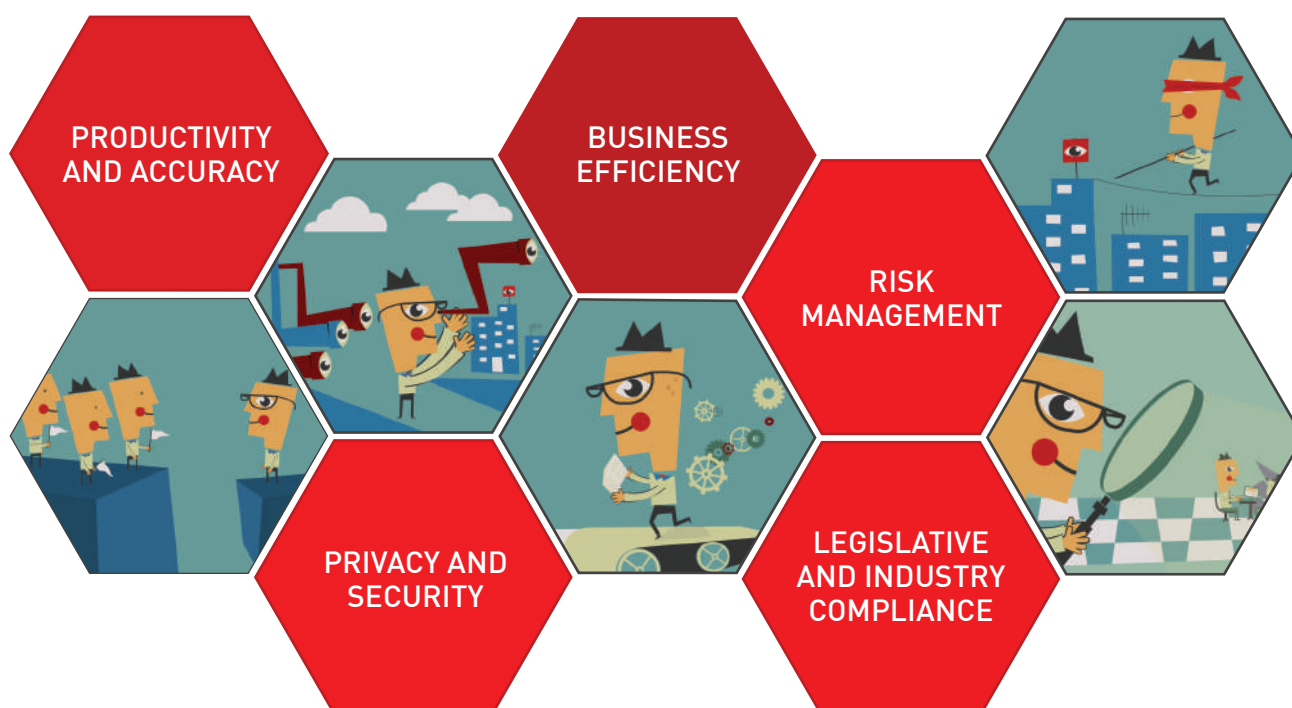 PRODUCTIVITY
AND ACCURACY
BUSINESS
EFFICIENCY
RISK
MANAGEMENT
PRIVACY AND
SECURITY
LEGISLATIVE
AND INDUSTRY
COMPLIANCE